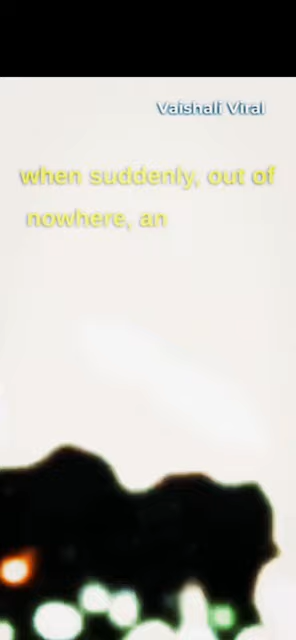 Vaishali Viral
when suddenly, out of
nowhere, an